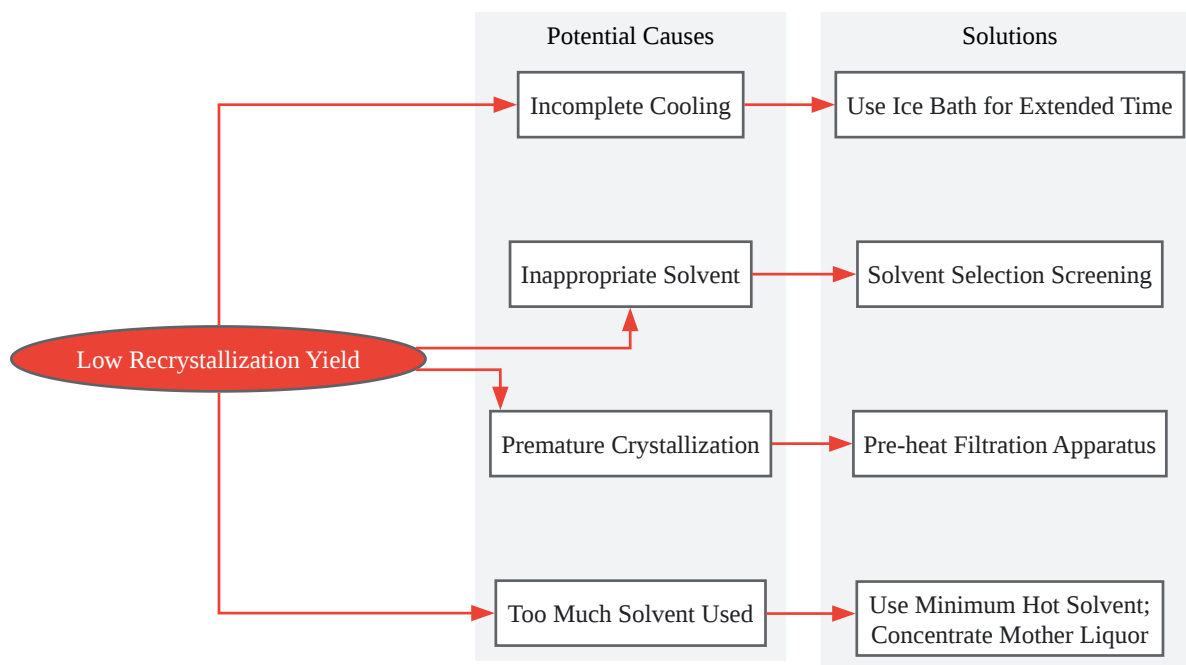 Potential Causes
Solutions
Incomplete Cooling
Use Ice Bath for Extended Time
Inappropriate Solvent
Solvent Selection Screening
Low Recrystallization Yield
Premature Crystallization
Pre-heat Filtration Apparatus
Too Much Solvent Used
Use Minimum Hot Solvent;
Concentrate Mother Liquor